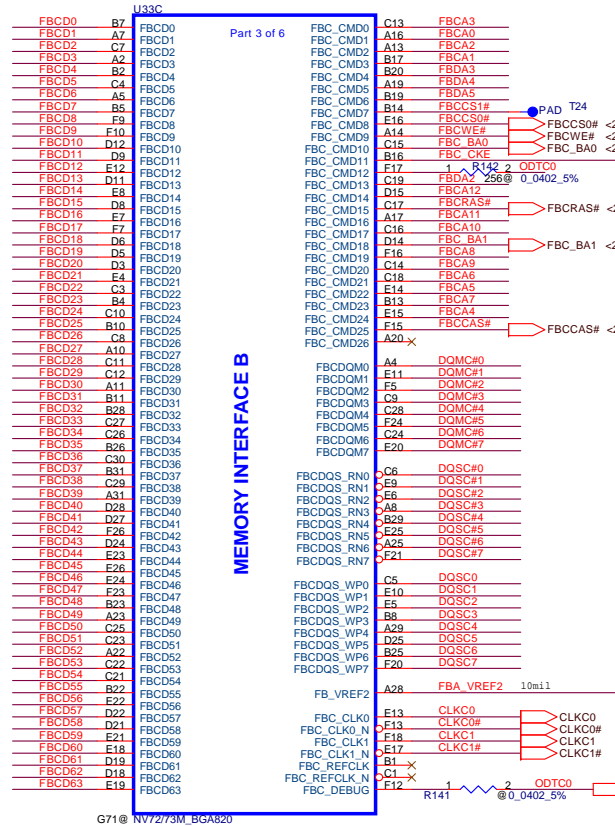 U33C
Part 3 of 6
MEMORY INTERFACE B
FBCD0 B7 FBCD0
FBCD1 A7 FBCD1
FBCD2 C7 FBCD2
FBCD3 A2 FBCD3
FBCD4 B2 FBCD4
FBCD5 C4 FBCD5
FBCD6 A5 FBCD6
FBCD7 B5 FBCD7
FBCD8 F9 FBCD8
FBCD9 F10 FBCD9
FBCD10 D12 FBCD10
FBCD11 D9 FBCD11
FBCD12 E12 FBCD12
FBCD13 D11 FBCD13
FBCD14 E8 FBCD14
FBCD15 D8 FBCD15
FBCD16 E7 FBCD16
FBCD17 F7 FBCD17
FBCD18 D6 FBCD18
FBCD19 D5 FBCD19
FBCD20 D3 FBCD20
FBCD21 E4 FBCD21
FBCD22 C3 FBCD22
FBCD23 B4 FBCD23
FBCD24 C10 FBCD24
FBCD25 B10 FBCD25
FBCD26 C8 FBCD26
FBCD27 A10 FBCD27
FBCD28 C11 FBCD28
FBCD29 C12 FBCD29
FBCD30 A11 FBCD30
FBCD31 B11 FBCD31
FBCD32 B28 FBCD32
FBCD33 C27 FBCD33
FBCD34 C26 FBCD34
FBCD35 B26 FBCD35
FBCD36 C30 FBCD36
FBCD37 B31 FBCD37
FBCD38 C29 FBCD38
FBCD39 A31 FBCD39
FBCD40 D28 FBCD40
FBCD41 D27 FBCD41
FBCD42 F26 FBCD42
FBCD43 D24 FBCD43
FBCD44 E23 FBCD44
FBCD45 E26 FBCD45
FBCD46 E24 FBCD46
FBCD47 F23 FBCD47
FBCD48 B23 FBCD48
FBCD49 A23 FBCD49
FBCD50 C25 FBCD50
FBCD51 C23 FBCD51
FBCD52 A22 FBCD52
FBCD53 C22 FBCD53
FBCD54 C21 FBCD54
FBCD55 B22 FBCD55
FBCD56 E22 FBCD56
FBCD57 D22 FBCD57
FBCD58 D21 FBCD58
FBCD59 E21 FBCD59
FBCD60 E18 FBCD60
FBCD61 D19 FBCD61
FBCD62 D18 FBCD62
FBCD63 E19 FBCD63
FBC_CMD0 C13 FBCA3
FBC_CMD1 A16 FBCA0
FBC_CMD2 A13 FBCA2
FBC_CMD3 B17 FBCA1
FBC_CMD4 B20 FBDA3
FBC_CMD5 A19 FBDA4
FBC_CMD6 B19 FBDA5
FBC_CMD7 B14 FBCCS1# PAD T24
FBC_CMD8 E16 FBCCS0# FBCCS0# <2
FBC_CMD9 A14 FBCWE# FBCWE# <2
FBC_CMD10 C15 FBC_BA0 FBC_BA0 <2
FBC_CMD11 B16 FBC_CKE
FBC_CMD12 F17 1 R142 2 ODTC0
FBC_CMD13 C19 FBDA2 256@ 0_0402_5%
FBC_CMD14 D15 FBCA12
FBC_CMD15 C17 FBCRAS# FBCRAS# <2
FBC_CMD16 A17 FBCA11
FBC_CMD17 C16 FBCA10
FBC_CMD18 D14 FBC_BA1 FBC_BA1 <2
FBC_CMD19 F16 FBCA8
FBC_CMD20 C14 FBCA9
FBC_CMD21 C18 FBCA6
FBC_CMD22 E14 FBCA5
FBC_CMD23 B13 FBCA7
FBC_CMD24 E15 FBCA4
FBC_CMD25 F15 FBCCAS# FBCCAS# <2
FBC_CMD26 A20
FBCDQM0 A4 DQMC#0
FBCDQM1 E11 DQMC#1
FBCDQM2 F5 DQMC#2
FBCDQM3 C9 DQMC#3
FBCDQM4 C28 DQMC#4
FBCDQM5 F24 DQMC#5
FBCDQM6 C24 DQMC#6
FBCDQM7 E20 DQMC#7
FBCDQS_RN0 C6 DQSC#0
FBCDQS_RN1 E9 DQSC#1
FBCDQS_RN2 E6 DQSC#2
FBCDQS_RN3 A8 DQSC#3
FBCDQS_RN4 B29 DQSC#4
FBCDQS_RN5 E25 DQSC#5
FBCDQS_RN6 A25 DQSC#6
FBCDQS_RN7 F21 DQSC#7
FBCDQS_WP0 C5 DQSC0
FBCDQS_WP1 E10 DQSC1
FBCDQS_WP2 E5 DQSC2
FBCDQS_WP3 B8 DQSC3
FBCDQS_WP4 A29 DQSC4
FBCDQS_WP5 D25 DQSC5
FBCDQS_WP6 B25 DQSC6
FBCDQS_WP7 F20 DQSC7
FB_VREF2 A28 FBA_VREF2 10mil
FBC_CLK0 E13 CLKC0 CLKC0
FBC_CLK0_N F13 CLKC0# CLKC0#
FBC_CLK1 F18 CLKC1 CLKC1
FBC_CLK1_N E17 CLKC1# CLKC1#
FBC_REFCLK B1
FBC_REFCLK_N C1
FBC_DEBUG F12 1 2 ODTC0
R141 @ 0_0402_5%
G71@ NV72/73M_BGA820